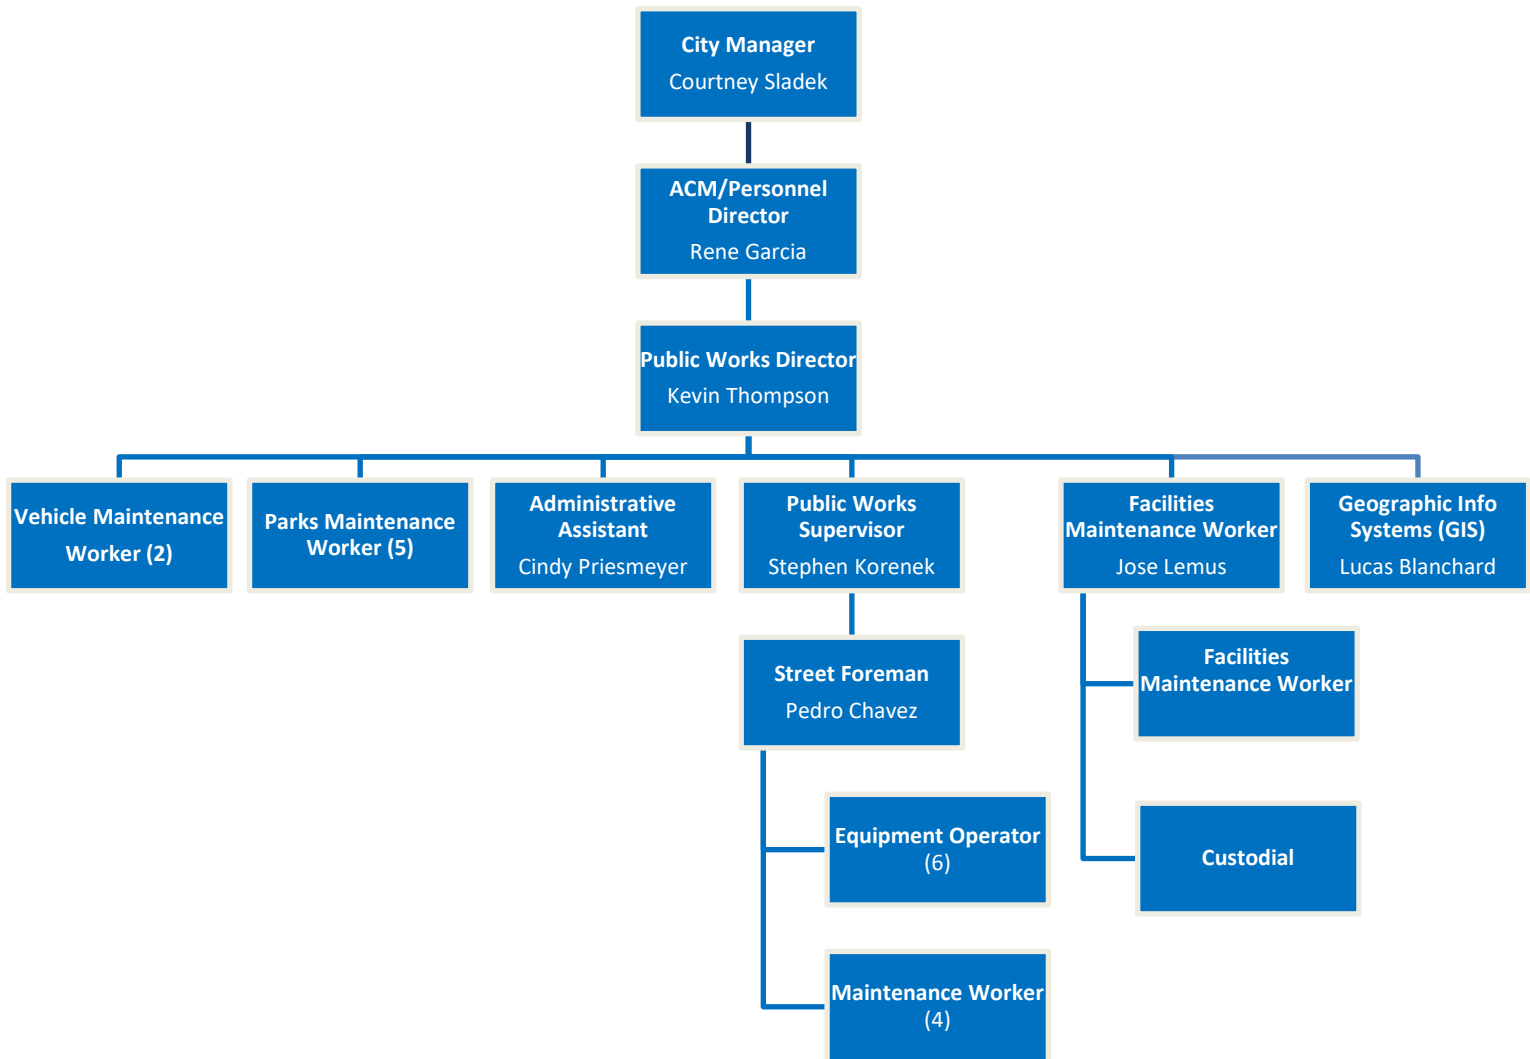 City Manager
Courtney Sladek
ACM/Personnel
Director
Rene Garcia
Public Works Director
Kevin Thompson
Vehicle Maintenance
Worker (2)
Parks Maintenance
Worker (5)
Administrative
Assistant
Cindy Priesmeyer
Public Works
Supervisor
Stephen Korenek
Facilities
Maintenance Worker
Jose Lemus
Geographic Info
Systems (GIS)
Lucas Blanchard
Street Foreman
Pedro Chavez
Equipment Operator
(6)
Maintenance Worker
(4)
Facilities
Maintenance Worker
Custodial